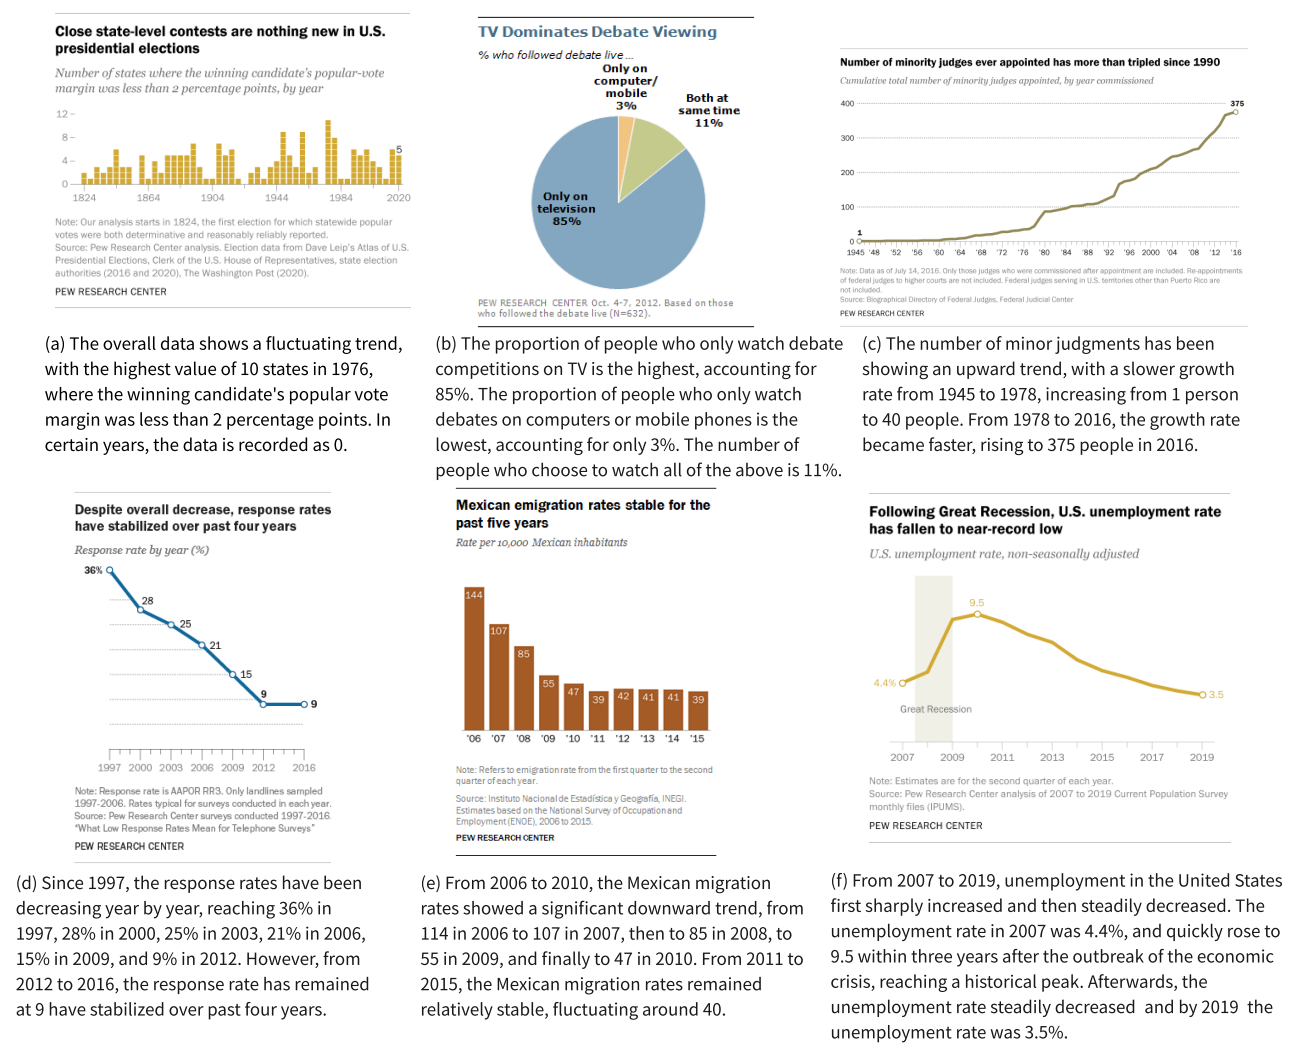 Close state-level contests are nothing new in U.S.
presidential elections
Number of states where the winning candidate's popular-vote
margin was less than 2 percentage points, by year
12
8
4
0
5
1824
1864
1904
1944
1984
2020
Note: Our analysis starts in 1824, the first election for which statewide popular
votes were both determinative and reasonably reliably reported.
Source: Pew Research Center analysis. Election data from Dave Leip's Atlas of U.S.
Presidential Elections, Clerk of the U.S. House of Representatives, state election
authorities (2016 and 2020), The Washington Post (2020).
PEW RESEARCH CENTER
(a) The overall data shows a fluctuating trend,
with the highest value of 10 states in 1976,
where the winning candidate's popular vote
margin was less than 2 percentage points. In
certain years, the data is recorded as 0.
TV Dominates Debate Viewing
% who followed debate live ...
Only on
computer/
mobile
3%
Both at
same time
11%
Only on
television
85%
PEW RESEARCH CENTER Oct. 4-7, 2012. Based on those
who followed the debate live (N=632).
(b) The proportion of people who only watch debate
competitions on TV is the highest, accounting for
85%. The proportion of people who only watch
debates on computers or mobile phones is the
lowest, accounting for only 3%. The number of
people who choose to watch all of the above is 11%.
Number of minority judges ever appointed has more than tripled since 1990
Cumulative total number of minority judges appointed, by year commissioned
400
300
200
100
0
1
375
1945 '48 '52 '56 '60 '64 '68 '72 '76 '80 '84 '88 '92 '96 2000 '04 '08 '12 '16
Note: Data as of July 14, 2016. Only those judges who were commissioned after appointment are included. Re-appointments
of federal judges to higher courts are not included. Federal judges serving in U.S. territories other than Puerto Rico are
not included.
Source: Biographical Directory of Federal Judges, Federal Judicial Center
PEW RESEARCH CENTER
(c) The number of minor judgments has been
showing an upward trend, with a slower growth
rate from 1945 to 1978, increasing from 1 person
to 40 people. From 1978 to 2016, the growth rate
became faster, rising to 375 people in 2016.
Despite overall decrease, response rates
have stabilized over past four years
Response rate by year (%)
36%
28
25
21
15
9
9
1997 2000 2003 2006 2009 2012 2016
Note: Response rate is AAPOR RR3. Only landlines sampled
1997-2006. Rates typical for surveys conducted in each year.
Source: Pew Research Center surveys conducted 1997-2016.
"What Low Response Rates Mean for Telephone Surveys"
PEW RESEARCH CENTER
(d) Since 1997, the response rates have been
decreasing year by year, reaching 36% in
1997, 28% in 2000, 25% in 2003, 21% in 2006,
15% in 2009, and 9% in 2012. However, from
2012 to 2016, the response rate has remained
at 9 have stabilized over past four years.
Mexican emigration rates stable for the
past five years
Rate per 10,000 Mexican inhabitants
144
107
85
55
47
39
42
41
41
39
'06 '07 '08 '09 '10 '11 '12 '13 '14 '15
Note: Refers to emigration rate from the first quarter to the second
quarter of each year.
Source: Instituto Nacional de Estadística y Geografía, INEGI.
Estimates based on the National Survey of Occupation and
Employment (ENOE), 2006 to 2015.
PEW RESEARCH CENTER
(e) From 2006 to 2010, the Mexican migration
rates showed a significant downward trend, from
114 in 2006 to 107 in 2007, then to 85 in 2008, to
55 in 2009, and finally to 47 in 2010. From 2011 to
2015, the Mexican migration rates remained
relatively stable, fluctuating around 40.
Following Great Recession, U.S. unemployment rate
has fallen to near-record low
U.S. unemployment rate, non-seasonally adjusted
9.5
4.4%
3.5
Great Recession
2007 2009 2011 2013 2015 2017 2019
Note: Estimates are for the second quarter of each year.
Source: Pew Research Center analysis of 2007 to 2019 Current Population Survey
monthly files (IPUMS).
PEW RESEARCH CENTER
(f) From 2007 to 2019, unemployment in the United States
first sharply increased and then steadily decreased. The
unemployment rate in 2007 was 4.4%, and quickly rose to
9.5 within three years after the outbreak of the economic
crisis, reaching a historical peak. Afterwards, the
unemployment rate steadily decreased and by 2019 the
unemployment rate was 3.5%.